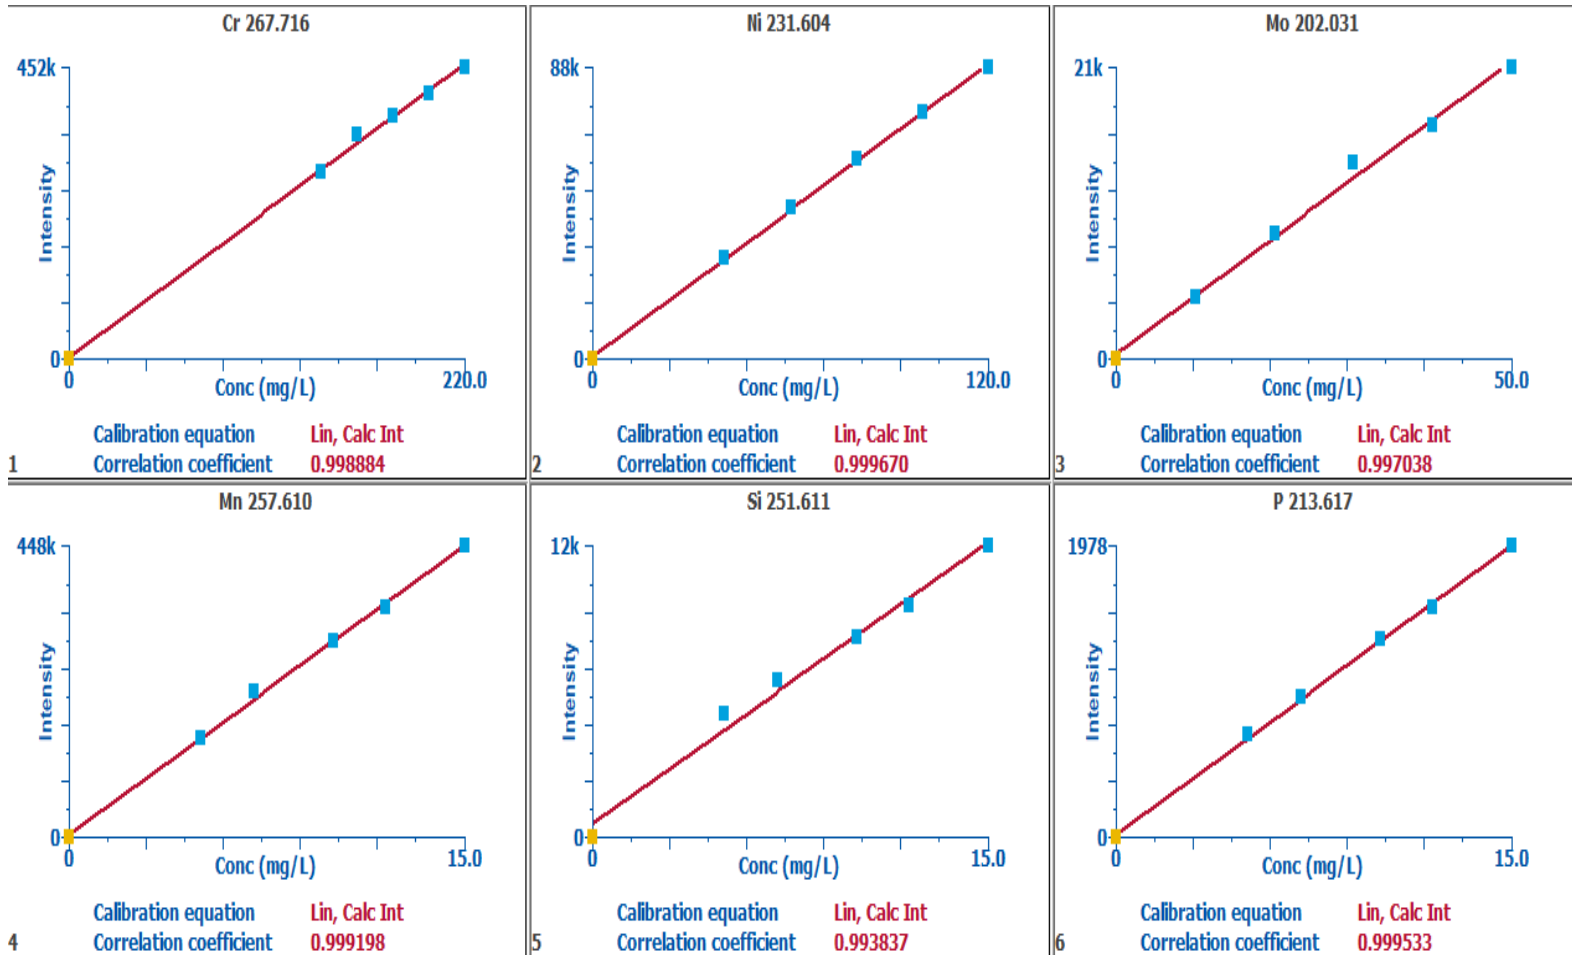 Cr 267.716
452k
Intensity
0
0
Conc (mg/L)
220.0
Calibration equation Lin, Calc Int
Correlation coefficient 0.998884
1
Ni 231.604
88k
Intensity
0
0
Conc (mg/L)
120.0
Calibration equation Lin, Calc Int
Correlation coefficient 0.999670
2
Mo 202.031
21k
Intensity
0
0
Conc (mg/L)
50.0
Calibration equation Lin, Calc Int
Correlation coefficient 0.997038
3
Mn 257.610
448k
Intensity
0
0
Conc (mg/L)
15.0
Calibration equation Lin, Calc Int
Correlation coefficient 0.999198
4
Si 251.611
12k
Intensity
0
0
Conc (mg/L)
15.0
Calibration equation Lin, Calc Int
Correlation coefficient 0.993837
5
P 213.617
1978
Intensity
0
0
Conc (mg/L)
15.0
Calibration equation Lin, Calc Int
Correlation coefficient 0.999533
6